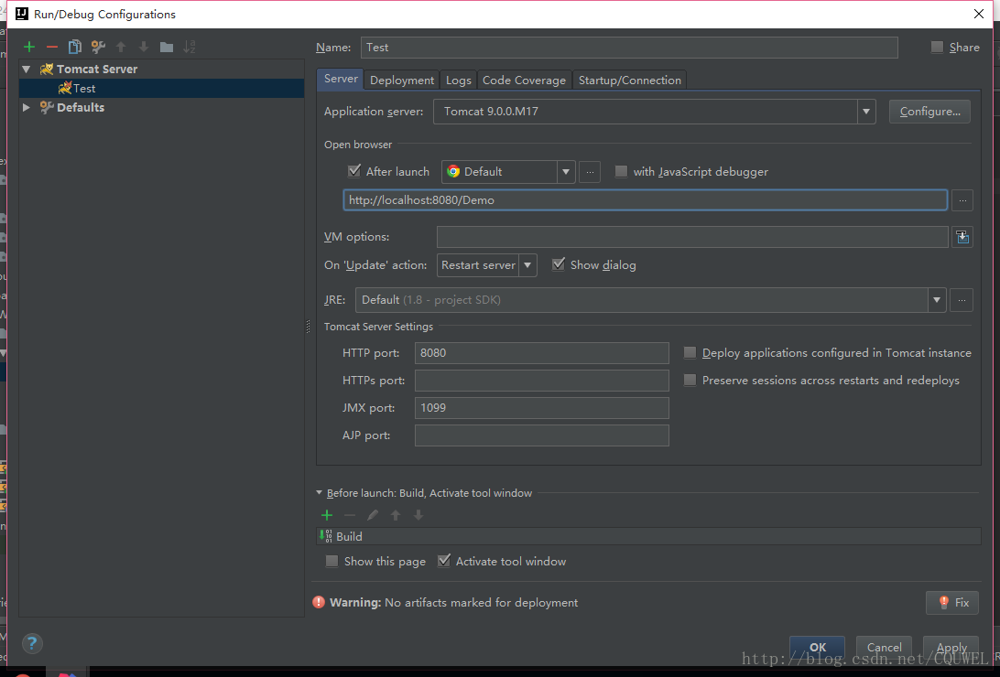 Run/Debug Configurations
Name: Test Share
Tomcat Server
Test
Defaults
Server Deployment Logs Code Coverage Startup/Connection
Application server: Tomcat 9.0.0.M17 Configure...
Open browser
After launch Default ... with JavaScript debugger
http://localhost:8080/Demo ...
VM options:
On 'Update' action: Restart server Show dialog
JRE: Default (1.8 - project SDK) ...
Tomcat Server Settings
HTTP port: 8080 Deploy applications configured in Tomcat instance
HTTPs port: Preserve sessions across restarts and redeploys
JMX port: 1099
AJP port:
Before launch: Build, Activate tool window
Build
Show this page Activate tool window
Warning: No artifacts marked for deployment Fix
? OK Cancel Apply
http://blog.csdn.net/CQUWEL